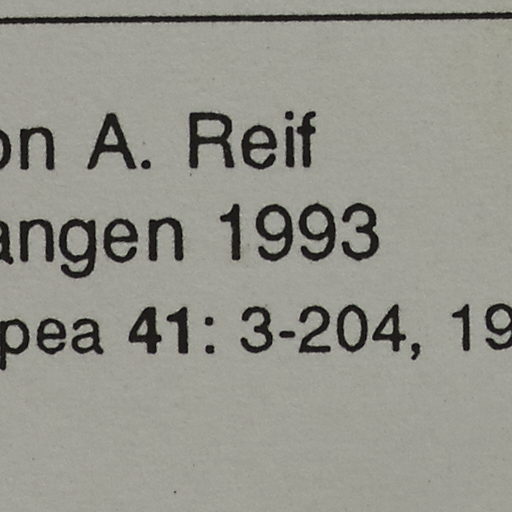 on A. Reif
angen 1993
pea 41: 3-204, 19